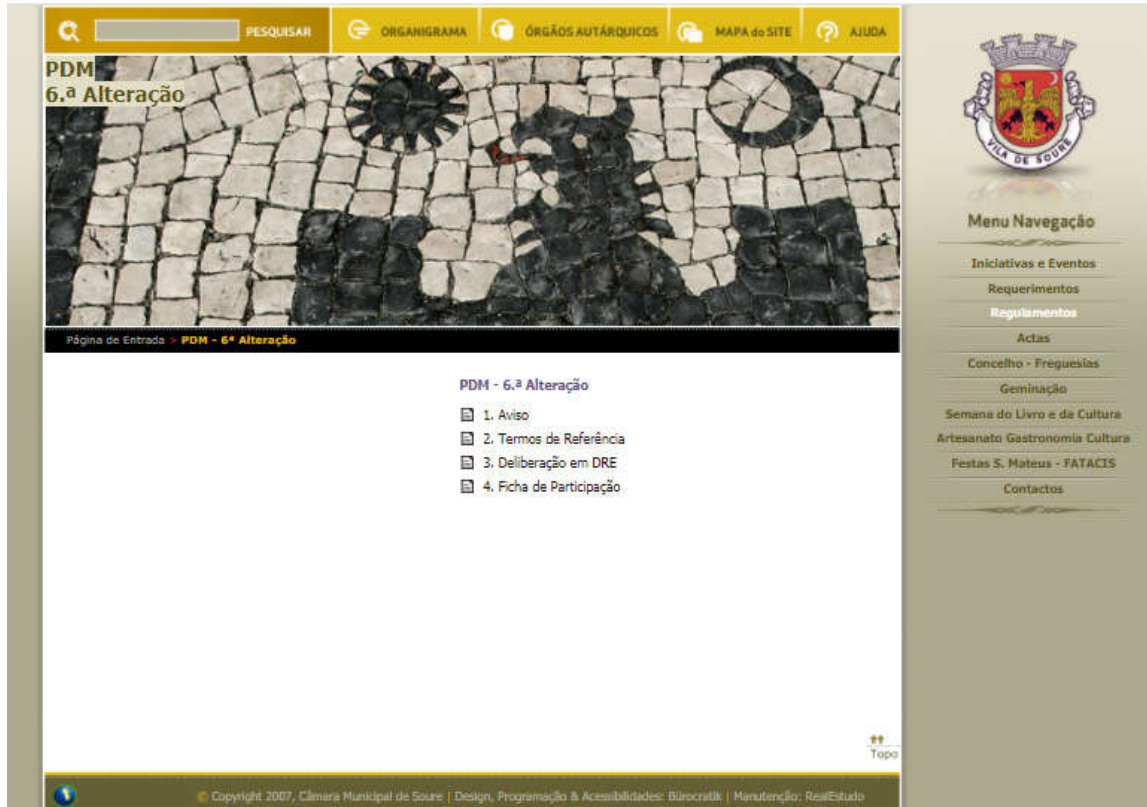 PESQUISAR
ORGANIGRAMA
ÓRGÃOS AUTÁRQUICOS
MAPA do SITE
AJUDA
PDM
6.ª Alteração
Página de Entrada > PDM - 6ª Alteração
PDM - 6.ª Alteração
1. Aviso
2. Termos de Referência
3. Deliberação em DRE
4. Ficha de Participação
Topo
© Copyright 2007, Câmara Municipal de Soure | Design, Programação & Acessibilidades: Bürocratik | Manutenção: RealEstudo
VILA DE SOURE
Menu Navegação
Iniciativas e Eventos
Requerimentos
Regulamentos
Actas
Concelho - Freguesias
Geminação
Semana do Livro e da Cultura
Artesanato Gastronomia Cultura
Festas S. Mateus - FATACIS
Contactos